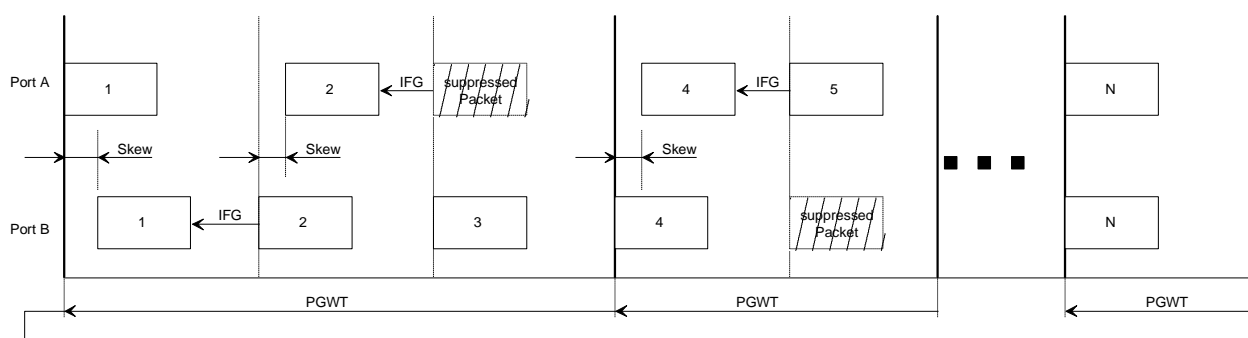 Port A
1
2
IFG
suppressed
Packet
4
IFG
5
N
Skew
Skew
Skew
Port B
1
IFG
2
3
4
suppressed
Packet
N
PGWT
PGWT
PGWT